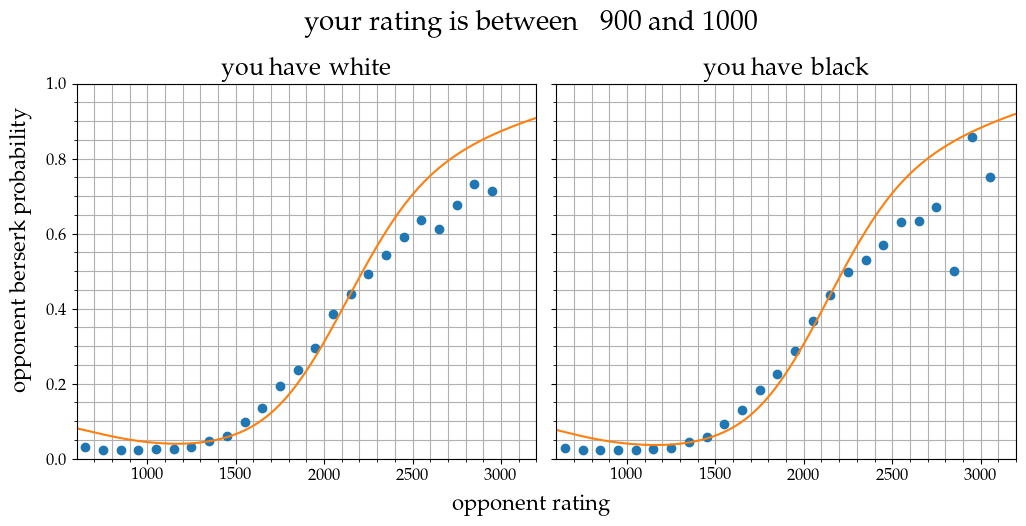 your rating is between 900 and 1000
you have white
you have black
opponent berserk probability
1.0
0.8
0.6
0.4
0.2
0.0
1000 1500 2000 2500 3000
1000 1500 2000 2500 3000
opponent rating